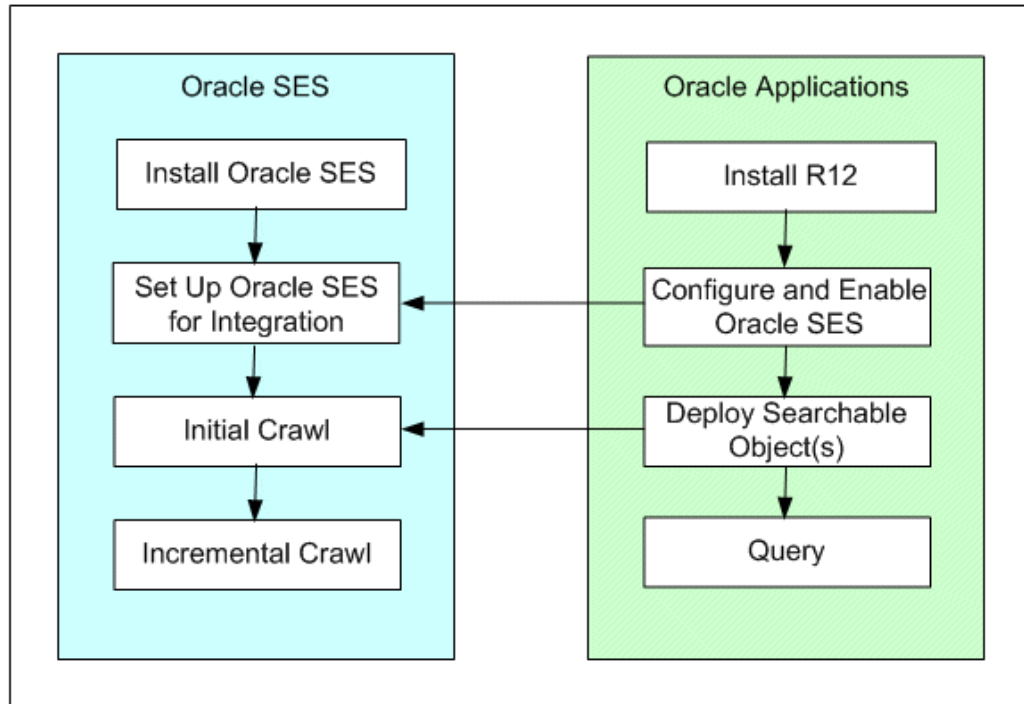 Oracle SES
Install Oracle SES
Set Up Oracle SES
for Integration
Initial Crawl
Incremental Crawl
Oracle Applications
Install R12
Configure and Enable
Oracle SES
Deploy Searchable
Object(s)
Query